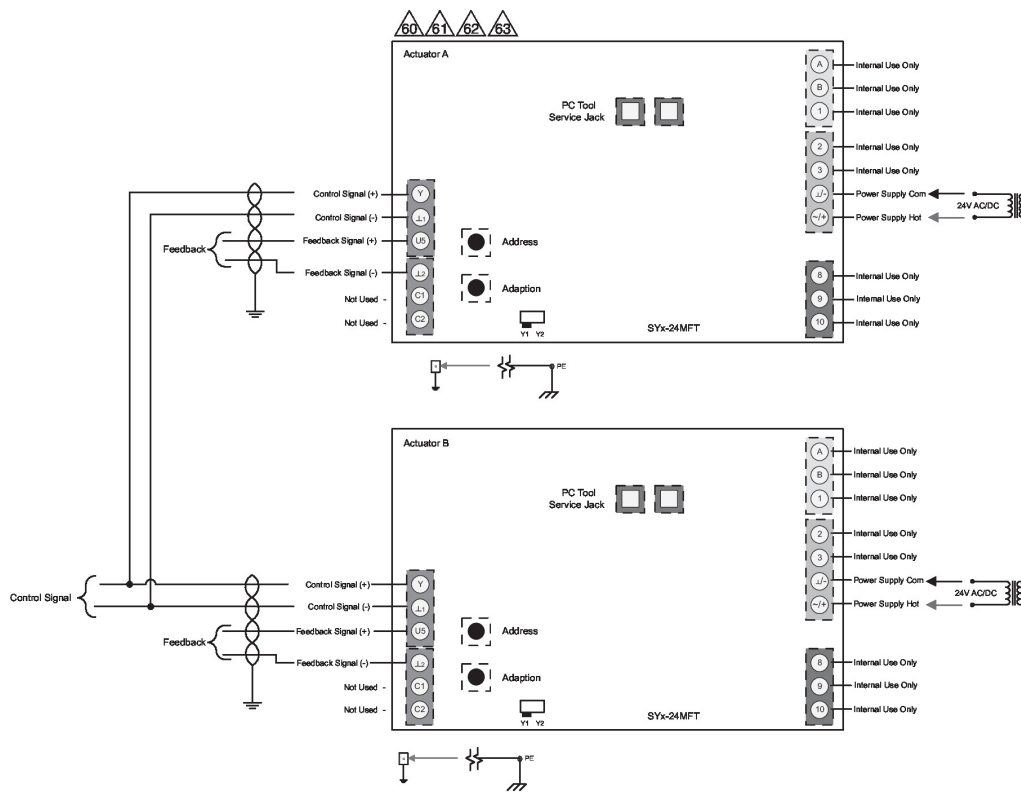 60 61 62 63
Actuator A
A Internal Use Only
B Internal Use Only
PC Tool
Service Jack
1 Internal Use Only
2 Internal Use Only
3 Internal Use Only
Control Signal (+) Y
⊥/- Power Supply Com
24V AC/DC
Control Signal (-) ⊥1
~/+ Power Supply Hot
Feedback
Feedback Signal (+) U5
Address
Feedback Signal (-) ⊥2
8 Internal Use Only
Not Used - C1
Adaption
9 Internal Use Only
Not Used - C2
10 Internal Use Only
Y1 Y2
SYx-24MFT
PE
Actuator B
A Internal Use Only
B Internal Use Only
PC Tool
Service Jack
1 Internal Use Only
2 Internal Use Only
3 Internal Use Only
Control Signal
Control Signal (+) Y
⊥/- Power Supply Com
24V AC/DC
Control Signal (-) ⊥1
~/+ Power Supply Hot
Feedback
Feedback Signal (+) U5
Address
Feedback Signal (-) ⊥2
8 Internal Use Only
Not Used - C1
Adaption
9 Internal Use Only
Not Used - C2
10 Internal Use Only
Y1 Y2
SYx-24MFT
PE